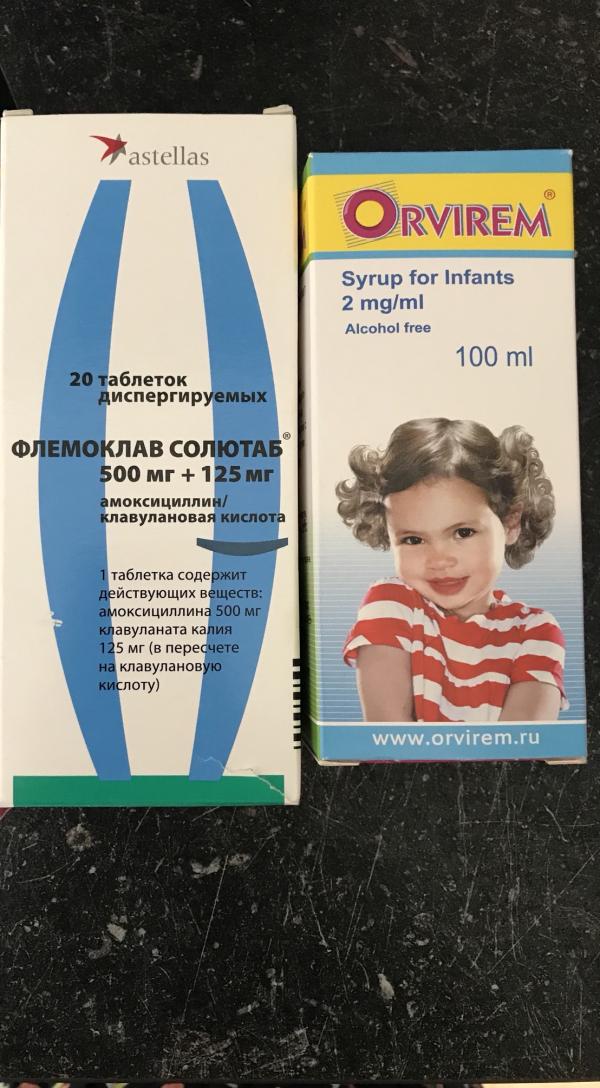 astellas
20 таблеток
диспергируемых
ФЛЕМОКЛАВ СОЛЮТАБ®
500 мг + 125 мг
амоксициллин/
клавулановая кислота
1 таблетка содержит
действующих веществ:
амоксициллина 500 мг
клавуланата калия
125 мг (в пересчете
на клавулановую
кислоту)
ORVIREM®
Syrup for Infants
2 mg/ml
Alcohol free
100 ml
www.orvirem.ru